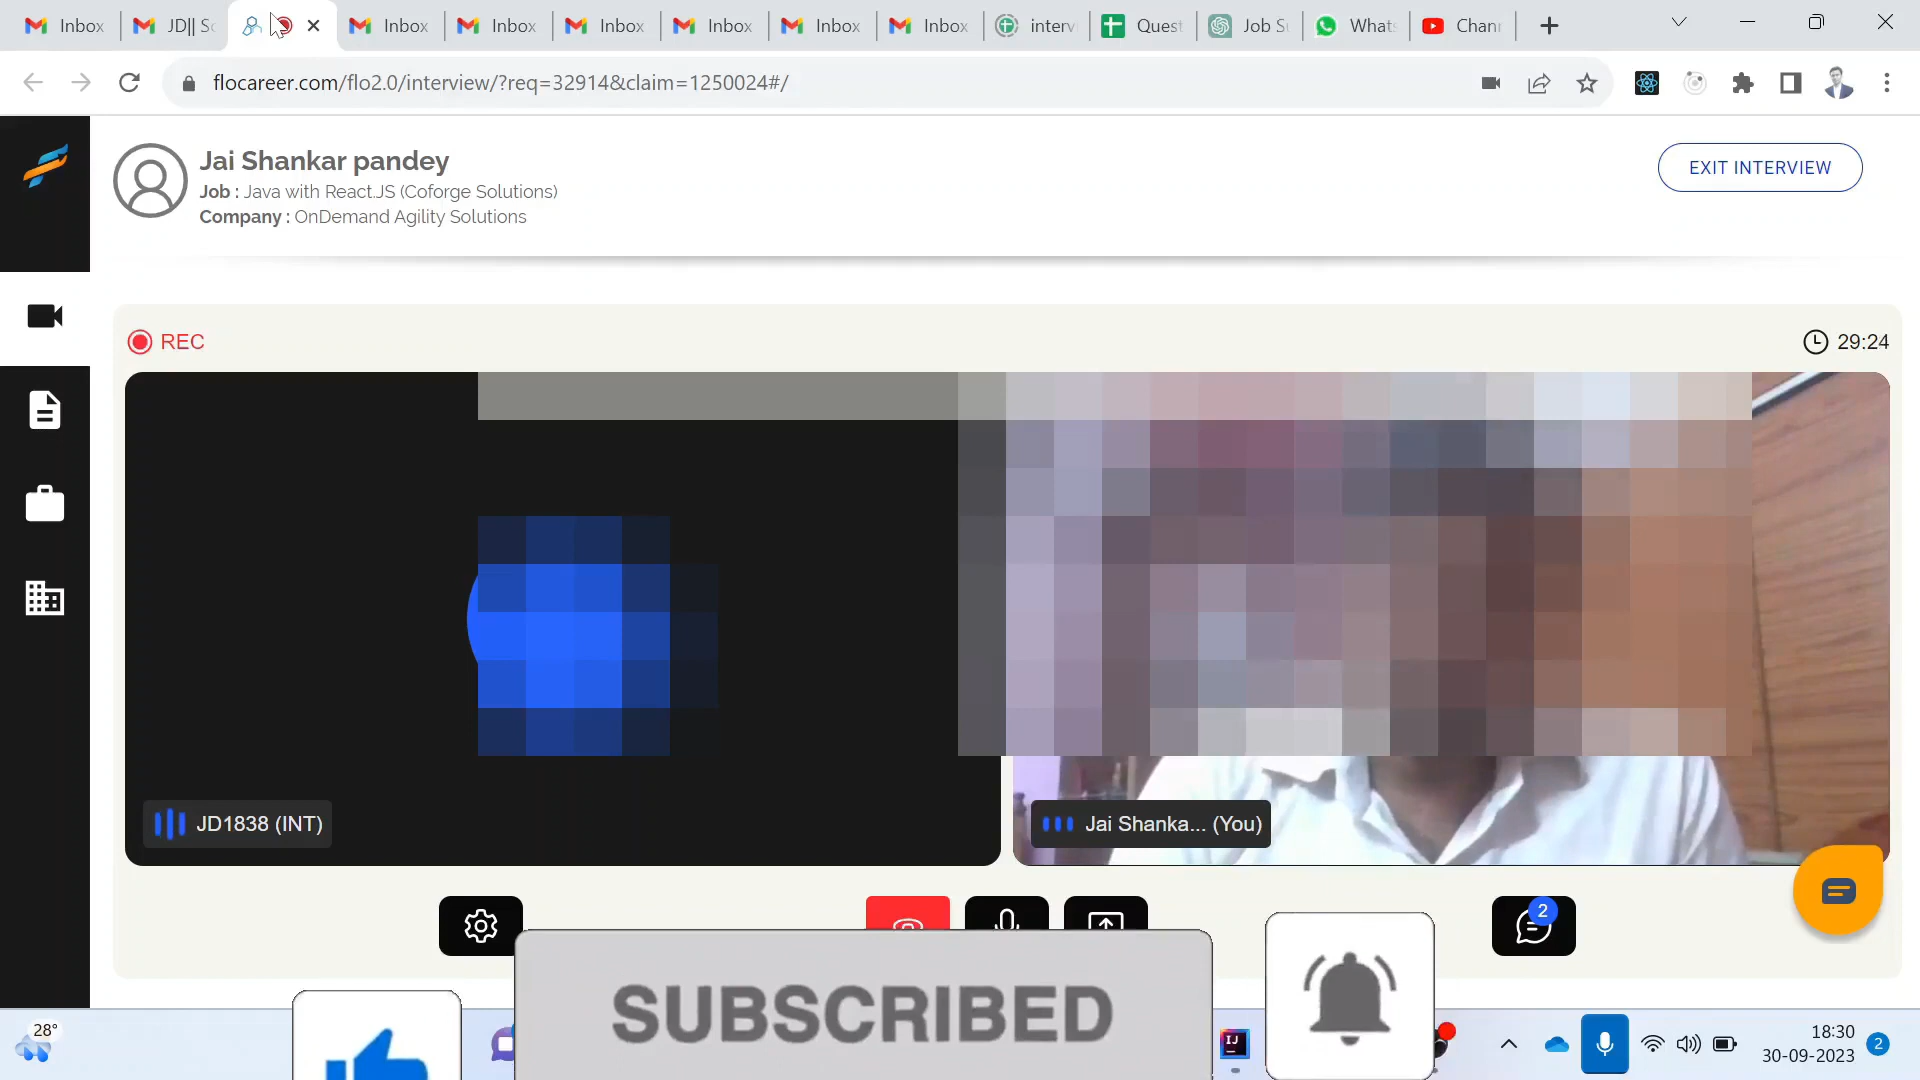 Inbox
JD|| Sc
Inbox
Inbox
Inbox
Inbox
Inbox
Inbox
interv
Quest
Job S
Whats
Chan
flocareer.com/flo2.0/interview/?req=32914&claim=1250024#/
Jai Shankar pandey
Job : Java with React.JS (Coforge Solutions)
Company : OnDemand Agility Solutions
EXIT INTERVIEW
REC
29:24
JD1838 (INT)
Jai Shanka... (You)
2
SUBSCRIBED
28°
IJ
18:30
30-09-2023
2